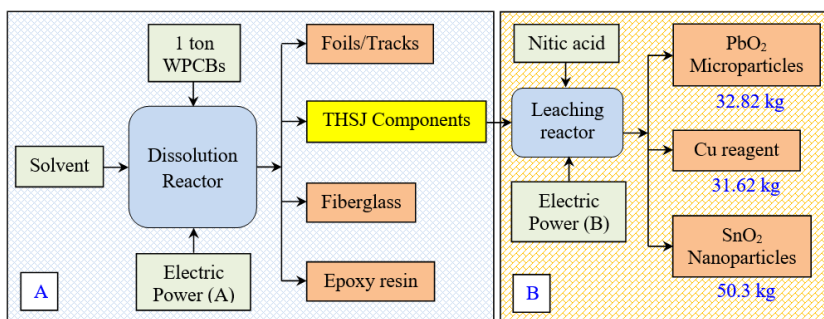 1 ton
WPCBs
Solvent
Dissolution
Reactor
Electric
Power (A)
Foils/Tracks
THSJ Components
Fiberglass
Epoxy resin
A
Nitic acid
Leaching
reactor
Electric
Power (B)
PbO₂
Microparticles
32.82 kg
Cu reagent
31.62 kg
SnO₂
Nanoparticles
50.3 kg
B